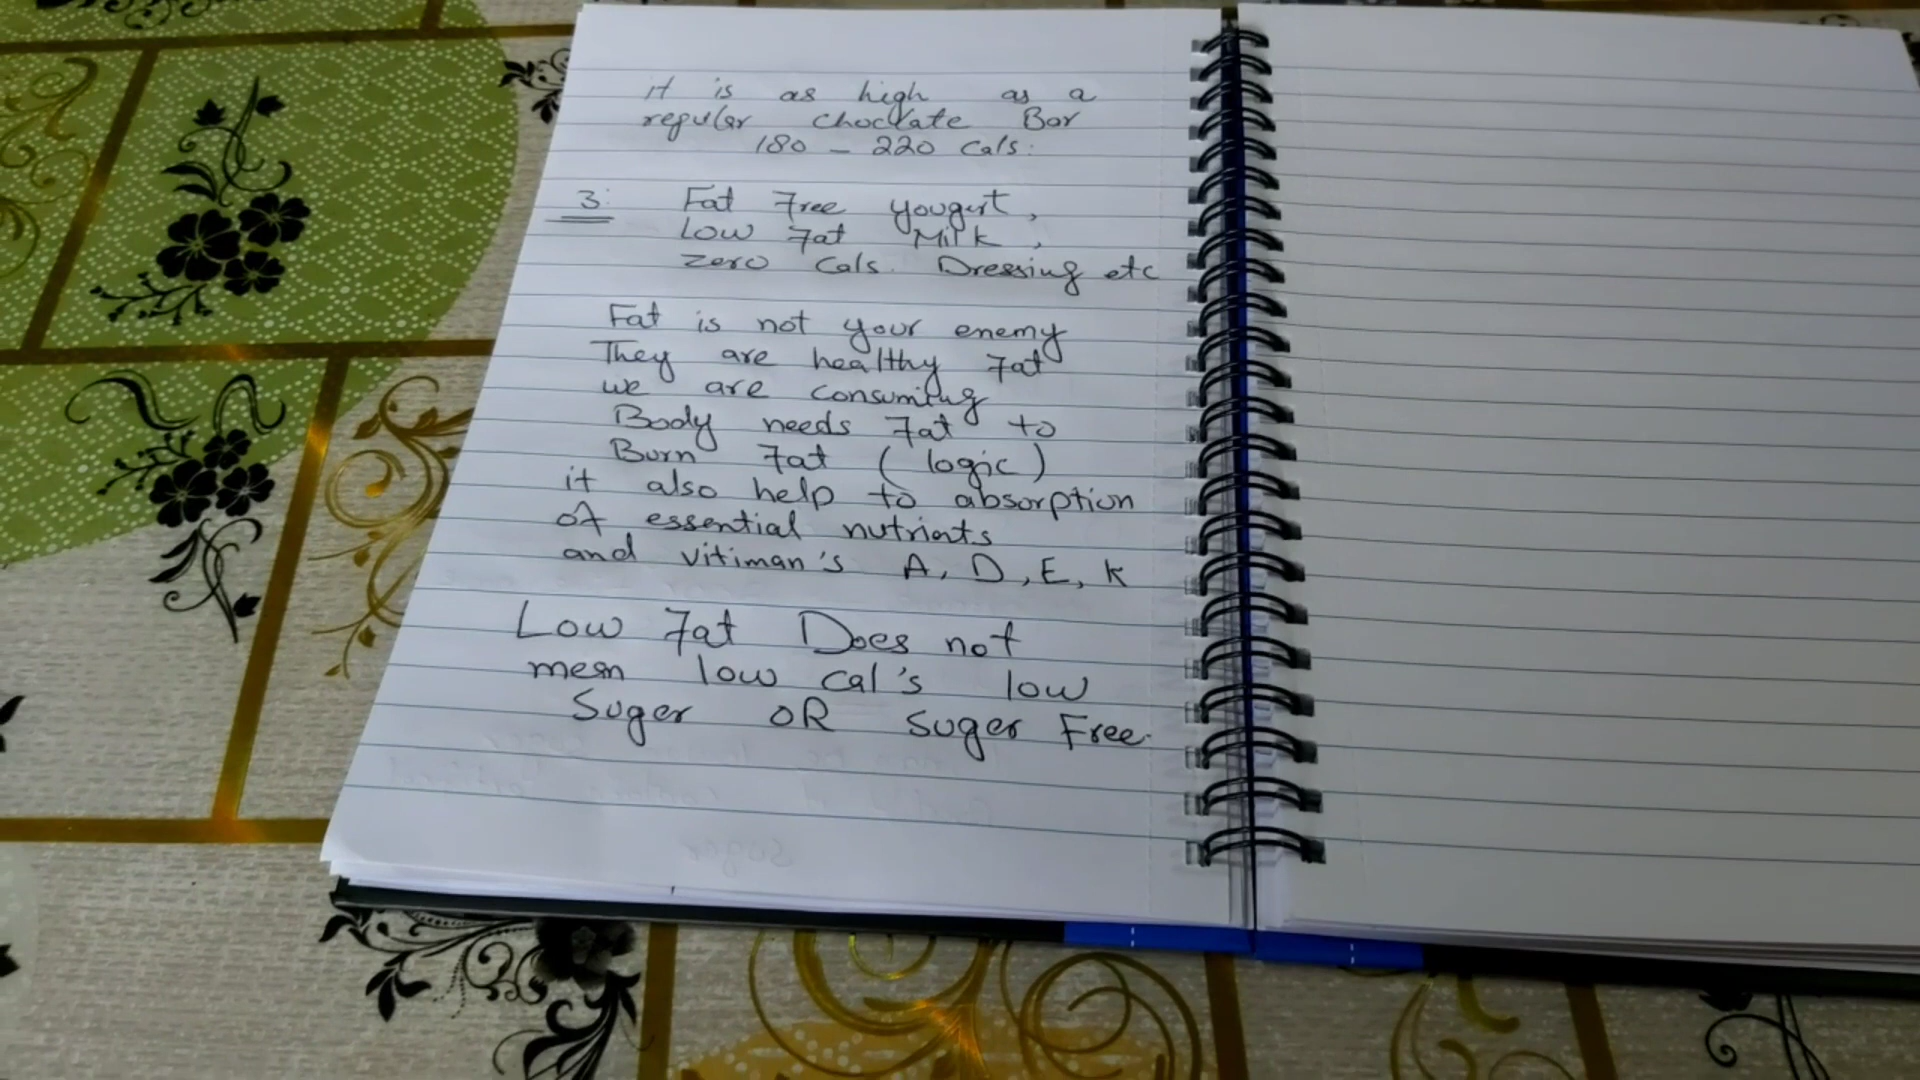 it is as high as a
regular choclate Bar
180 - 220 Cals:
3: Fat Free yougurt,
Low Fat Milk,
zero Cals. Dressing etc
Fat is not your enemy
They are healthy Fat
we are consuming
Body needs Fat to
Burn Fat (logic)
it also help to absorption
of essential nutrients
and vitiman's A, D, E, K
Low Fat Does not
mean low cal's low
Suger OR Suger Free.